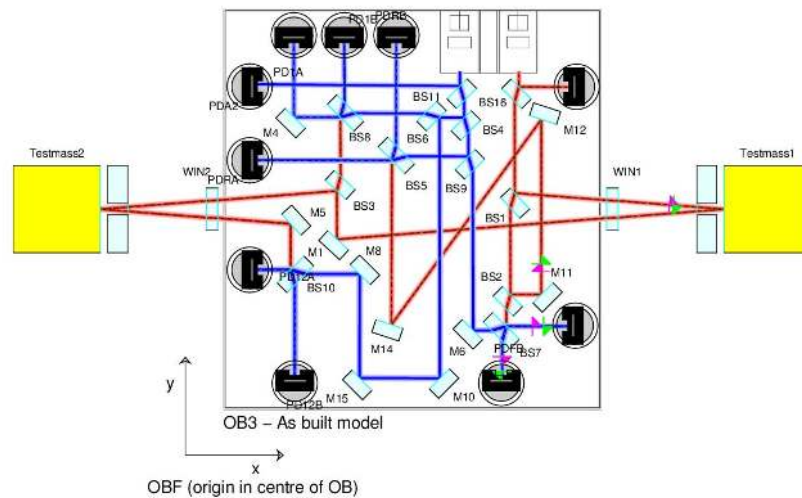 PD1B
PDRB
PD1A
PDA2
BS11
BS16
M4
BS8
BS6
BS4
M12
Testmass2
WIN2
PDRA
BS5
BS9
WIN1
Testmass1
BS3
BS1
M5
M1
M8
PD12A
BS10
BS2
M11
M14
M6
PDFB
BS7
PD12B
M15
M10
y
x
OB3 – As built model
OBF (origin in centre of OB)